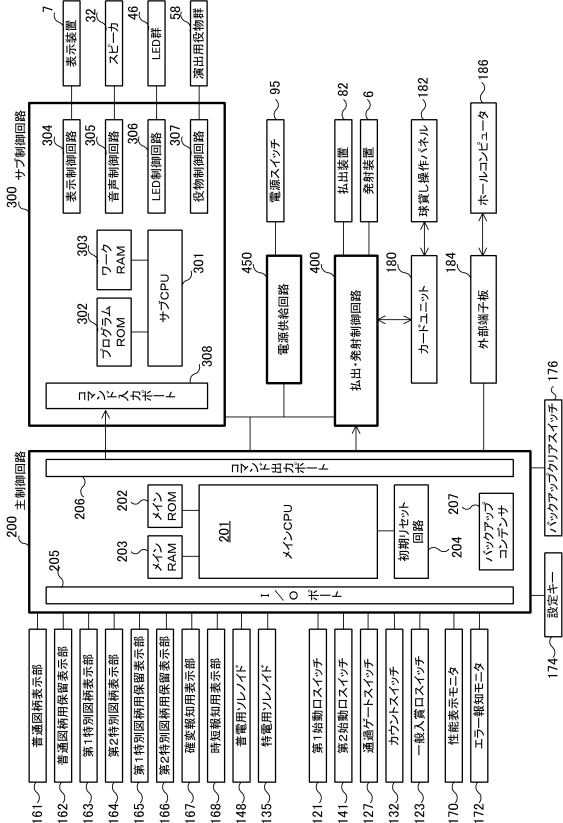 200 主制御回路
205
I/Oポート
203
メイン
RAM
202
メイン
ROM
201
メインCPU
初期リセット
回路
204
207
バックアップ
コンデンサ
206
コマンド出力ポート
161 普通図柄表示部
162 普通図柄用保留表示部
163 第1特別図柄表示部
164 第2特別図柄表示部
165 第1特別図柄用保留表示部
166 第2特別図柄用保留表示部
167 確変報知用表示部
168 時短報知用表示部
148 普電用ソレノイド
135 特電用ソレノイド
121 第1始動口スイッチ
141 第2始動口スイッチ
127 通過ゲートスイッチ
132 カウントスイッチ
123 一般入賞口スイッチ
170 性能表示モニタ
172 エラー報知モニタ
174 設定キー
176 バックアップクリアスイッチ
300 サブ制御回路
コマンド入力ポート
308
302
プログラム
ROM
303
ワーク
RAM
サブCPU
301
304
表示制御回路
305
音声制御回路
306
LED制御回路
307
役物制御回路
7
表示装置
32
スピーカ
46
LED群
58
演出用役物群
450
電源供給回路
95
電源スイッチ
400
払出・発射制御回路
82
払出装置
6
発射装置
180
カードユニット
182
球貸し操作パネル
184
外部端子板
186
ホールコンピュータ